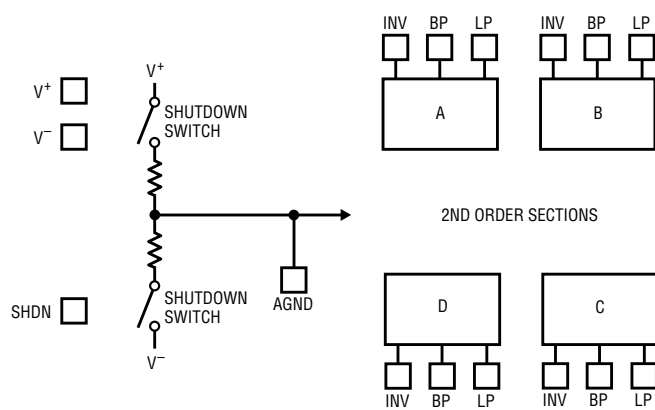 INV BP LP INV BP LP
V+
V+
SHUTDOWN
SWITCH
A B
V−
2ND ORDER SECTIONS
SHDN
SHUTDOWN
SWITCH
AGND
D C
V−
INV BP LP INV BP LP